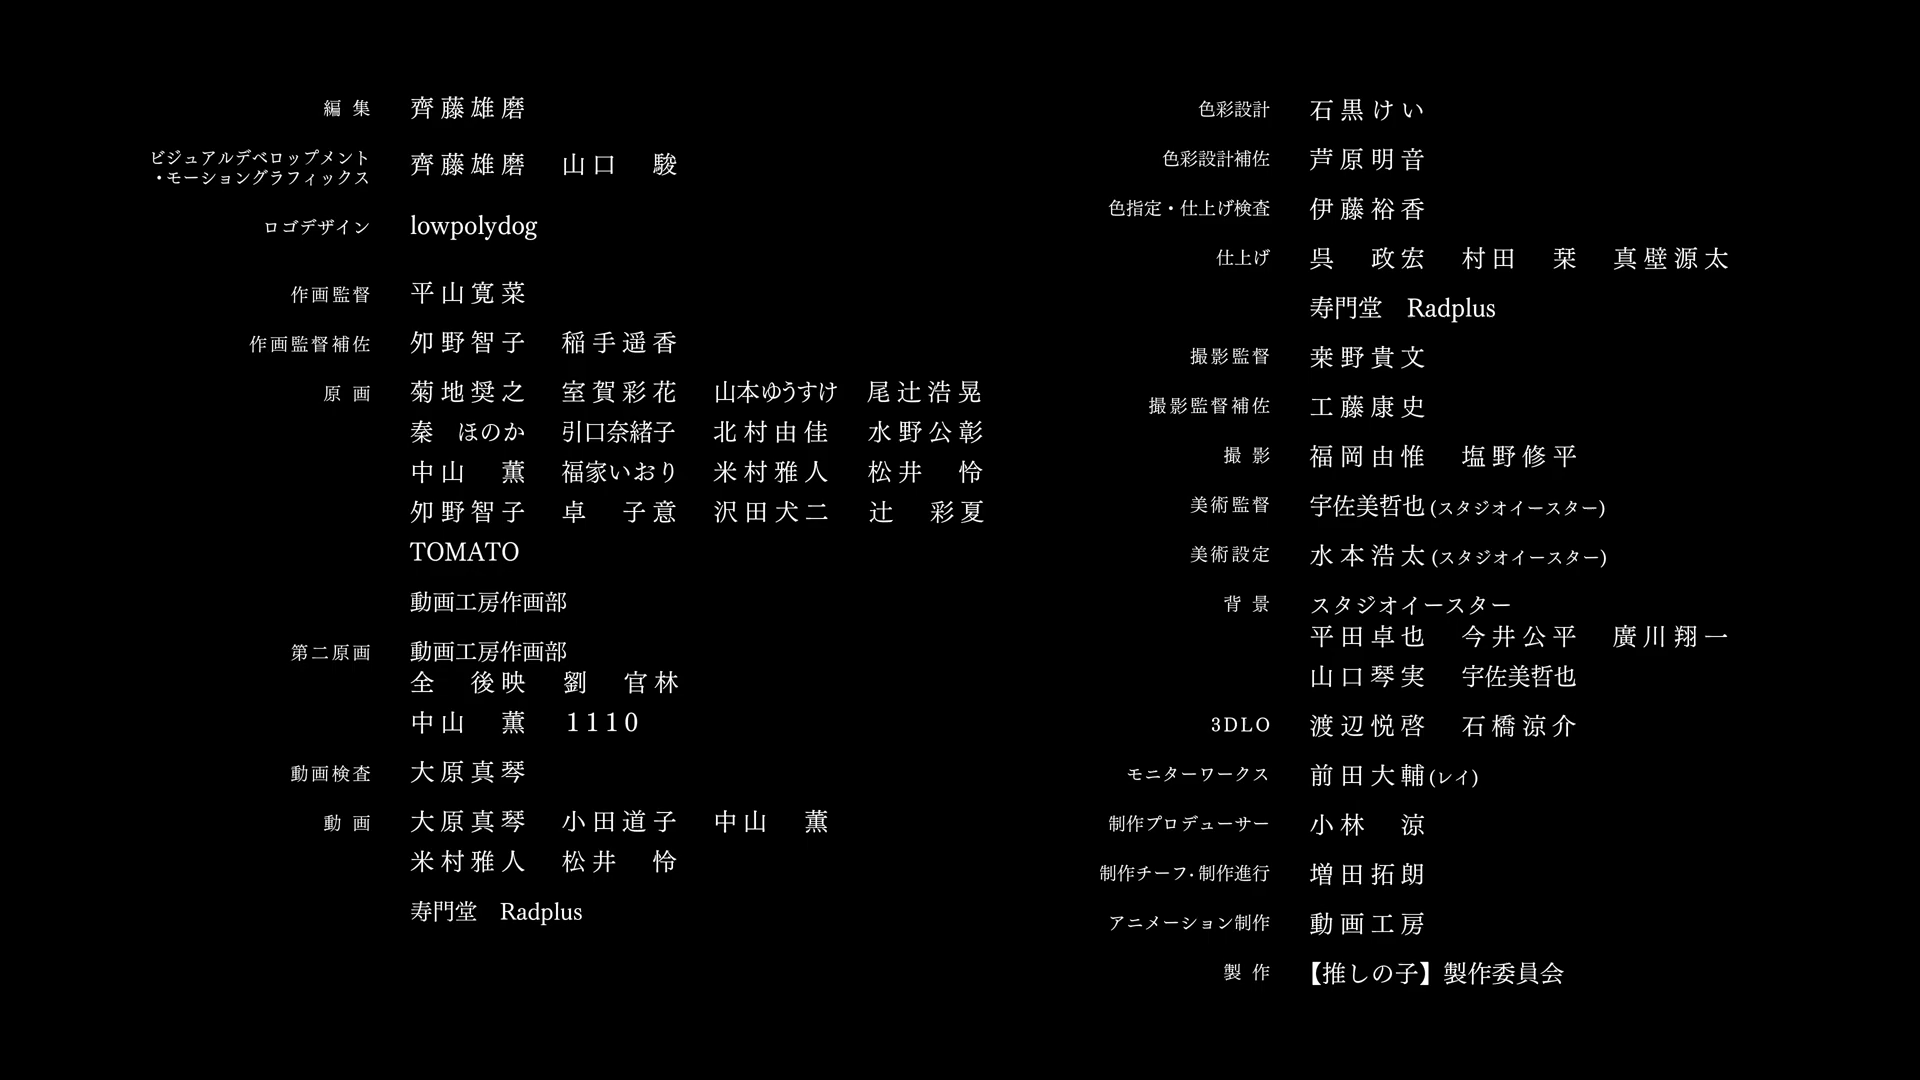 編 集　齊藤雄磨
ビジュアルデベロップメント
・モーショングラフィックス　齊藤雄磨　山口　駿
ロゴデザイン　lowpolydog
作画監督　平山寛菜
作画監督補佐　夘野智子　稲手遥香
原 画　菊地奨之　室賀彩花　山本ゆうすけ　尾辻浩晃
秦　ほのか　引口奈緒子　北村由佳　水野公彰
中山　薫　福家いおり　米村雅人　松井　怜
夘野智子　卓　子意　沢田犬二　辻　彩夏
TOMATO
動画工房作画部
第二原画　動画工房作画部
全　後映　劉　官林
中山　薫　1110
動画検査　大原真琴
動 画　大原真琴　小田道子　中山　薫
米村雅人　松井　怜
寿門堂　Radplus
色彩設計　石黒けい
色彩設計補佐　芦原明音
色指定・仕上げ検査　伊藤裕香
仕上げ　呉　政宏　村田　栞　真壁源太
寿門堂　Radplus
撮影監督　桒野貴文
撮影監督補佐　工藤康史
撮 影　福岡由惟　塩野修平
美術監督　宇佐美哲也 (スタジオイースター)
美術設定　水本浩太 (スタジオイースター)
背 景　スタジオイースター
平田卓也　今井公平　廣川翔一
山口琴実　宇佐美哲也
3DLO　渡辺悦啓　石橋涼介
モニターワークス　前田大輔 (レイ)
制作プロデューサー　小林　涼
制作チーフ・制作進行　増田拓朗
アニメーション制作　動画工房
製 作　【推しの子】製作委員会